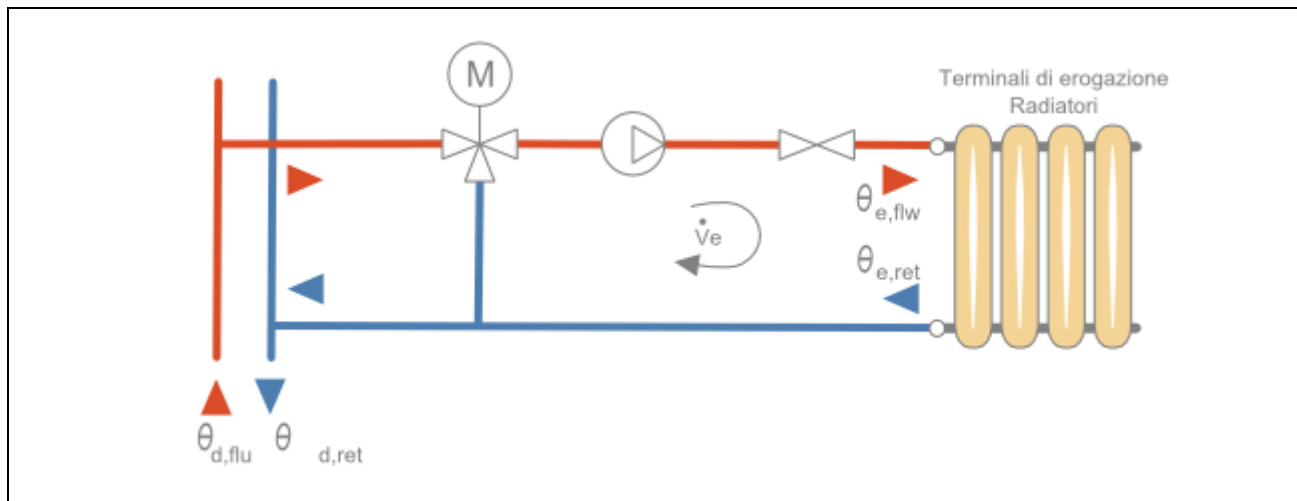 M
Terminali di erogazione
Radiatori
θe,flw
V̇e
θe,ret
θd,flu θ d,ret